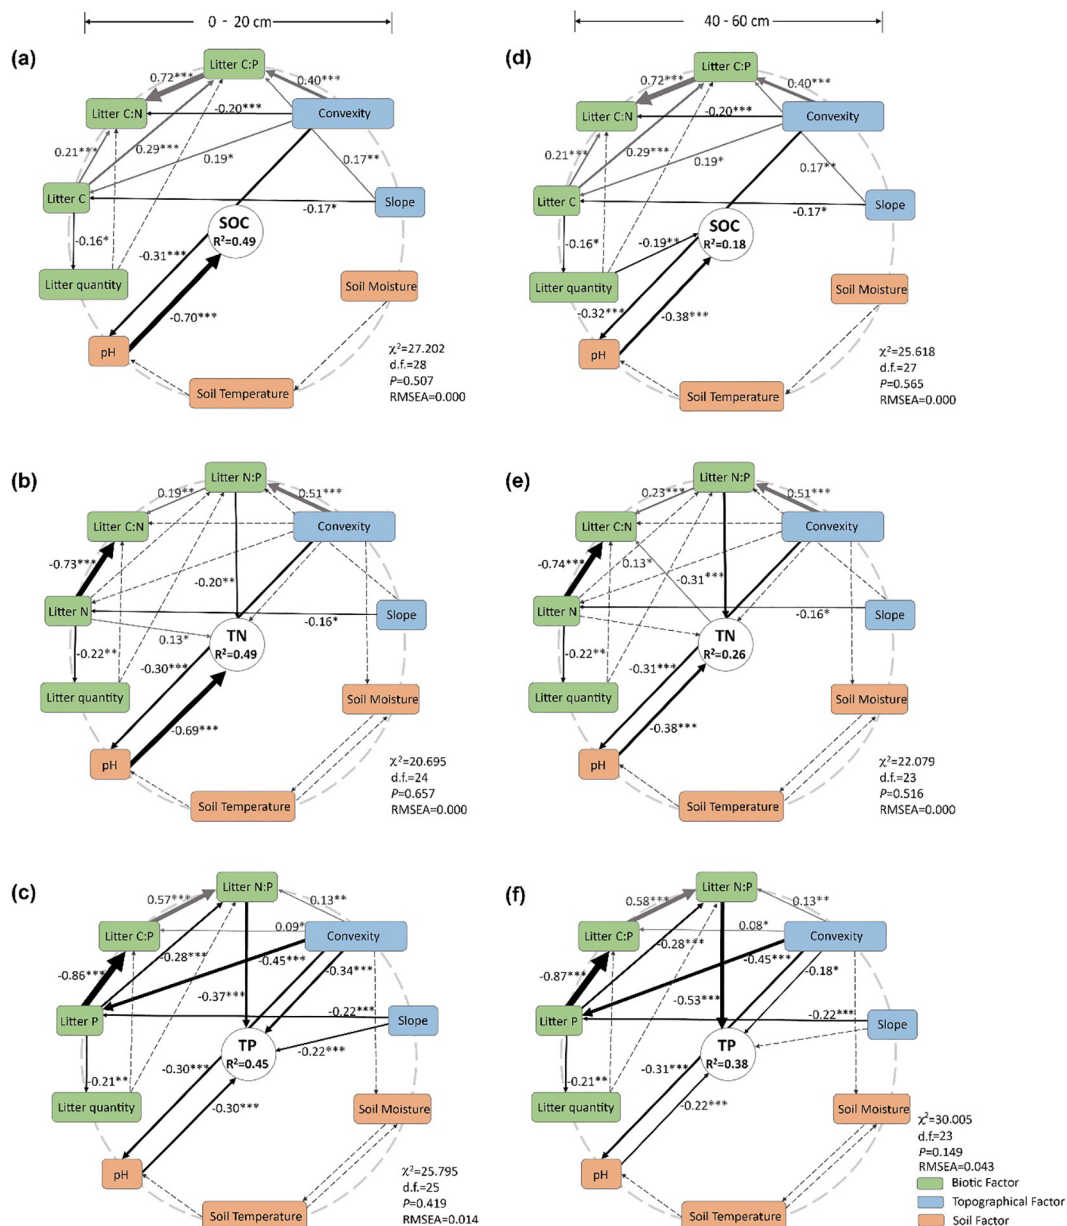 0 - 20 cm
40 - 60 cm
(a)
Litter C:P
0.72***
0.40***
Litter C:N
-0.20***
Convexity
0.21***
0.29***
0.19*
0.17**
Litter C
-0.17*
Slope
SOC
R²=0.49
-0.16*
-0.31***
Litter quantity
Soil Moisture
-0.70***
pH
Soil Temperature
χ²=27.202
d.f.=28
P=0.507
RMSEA=0.000
(d)
Litter C:P
0.72***
0.40***
Litter C:N
-0.20***
Convexity
0.21***
0.29***
0.19*
0.17**
Litter C
-0.17*
Slope
SOC
R²=0.18
-0.16*
-0.19**
Litter quantity
Soil Moisture
-0.32***
-0.38***
pH
Soil Temperature
χ²=25.618
d.f.=27
P=0.565
RMSEA=0.000
(b)
Litter N:P
0.19**
0.51***
Litter C:N
Convexity
-0.73***
-0.20**
Litter N
-0.16*
Slope
0.13*
TN
R²=0.49
-0.22**
-0.30***
Litter quantity
Soil Moisture
-0.69***
pH
Soil Temperature
χ²=20.695
d.f.=24
P=0.657
RMSEA=0.000
(e)
Litter N:P
0.23***
0.51***
Litter C:N
Convexity
-0.74***
0.13*
-0.31***
Litter N
-0.16*
Slope
TN
R²=0.26
-0.22**
-0.31***
Litter quantity
Soil Moisture
-0.38***
pH
Soil Temperature
χ²=22.079
d.f.=23
P=0.516
RMSEA=0.000
(c)
Litter N:P
0.57***
0.13**
Litter C:P
0.09*
Convexity
-0.86***
-0.28***
-0.45***
-0.34***
-0.37***
Litter P
-0.22***
Slope
TP
R²=0.45
-0.22***
-0.21**
-0.30***
Litter quantity
-0.30***
Soil Moisture
pH
Soil Temperature
χ²=25.795
d.f.=25
P=0.419
RMSEA=0.014
(f)
Litter N:P
0.58***
0.13**
Litter C:P
0.08*
Convexity
-0.87***
-0.28***
-0.45***
-0.18*
-0.53***
Litter P
-0.22***
Slope
TP
R²=0.38
-0.21**
-0.31***
Litter quantity
-0.22***
Soil Moisture
pH
Soil Temperature
χ²=30.005
d.f.=23
P=0.149
RMSEA=0.043
Biotic Factor
Topographical Factor
Soil Factor